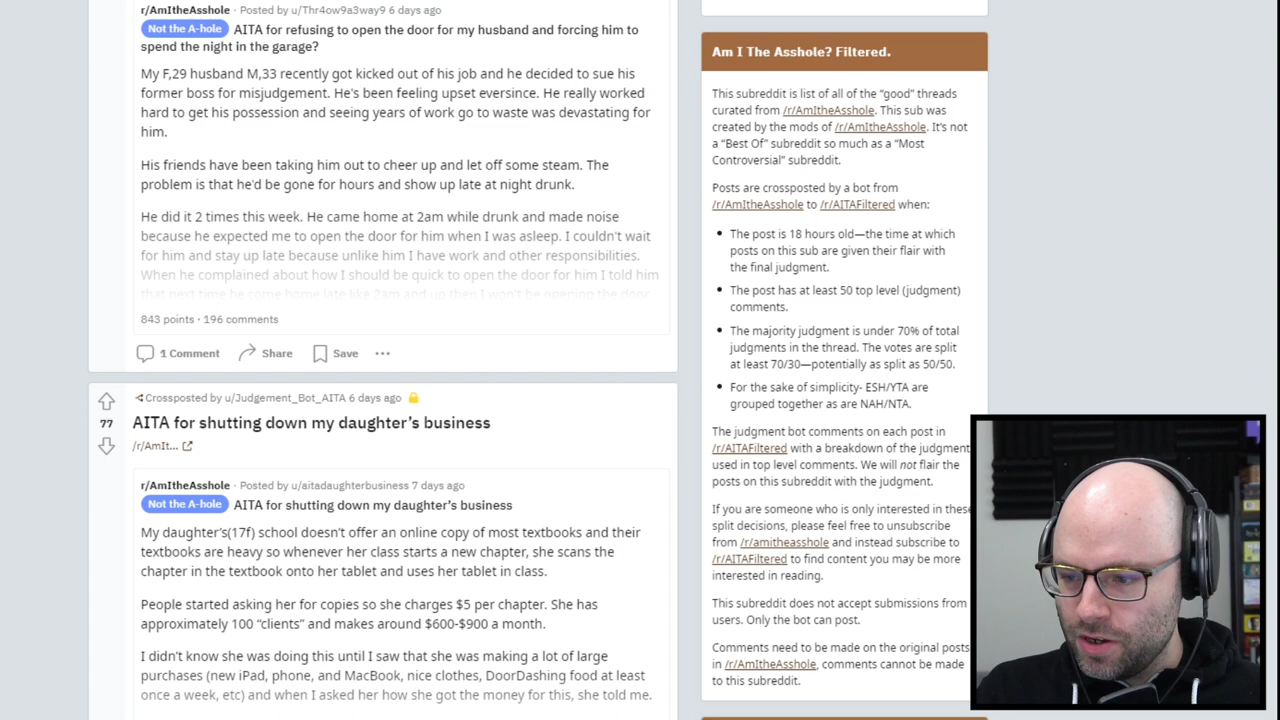 r/AmItheAsshole · Posted by u/Thr4ow9a3way9 6 days ago
Not the A-hole AITA for refusing to open the door for my husband and forcing him to
spend the night in the garage?
My F,29 husband M,33 recently got kicked out of his job and he decided to sue his
former boss for misjudgement. He's been feeling upset eversince. He really worked
hard to get his possession and seeing years of work go to waste was devastating for
him.
His friends have been taking him out to cheer up and let off some steam. The
problem is that he'd be gone for hours and show up late at night drunk.
He did it 2 times this week. He came home at 2am while drunk and made noise
because he expected me to open the door for him when I was asleep. I couldn't wait
for him and stay up late because unlike him I have work and other responsibilities.
When he complained about how I should be quick to open the door for him I told him
that next time he come home late like 2am and up then I won't be opening the door
843 points · 196 comments
1 Comment Share Save
77
Crossposted by u/Judgement_Bot_AITA 6 days ago
AITA for shutting down my daughter's business
/r/AmIt...
r/AmItheAsshole · Posted by u/aitadaughterbusiness 7 days ago
Not the A-hole AITA for shutting down my daughter's business
My daughter's(17f) school doesn't offer an online copy of most textbooks and their
textbooks are heavy so whenever her class starts a new chapter, she scans the
chapter in the textbook onto her tablet and uses her tablet in class.
People started asking her for copies so she charges $5 per chapter. She has
approximately 100 “clients” and makes around $600-$900 a month.
I didn't know she was doing this until I saw that she was making a lot of large
purchases (new iPad, phone, and MacBook, nice clothes, DoorDashing food at least
once a week, etc) and when I asked her how she got the money for this, she told me.
Am I The Asshole? Filtered.
This subreddit is list of all of the “good” threads
curated from /r/AmItheAsshole. This sub was
created by the mods of /r/AmItheAsshole. It's not
a “Best Of” subreddit so much as a “Most
Controversial” subreddit.
Posts are crossposted by a bot from
/r/AmItheAsshole to /r/AITAFiltered when:
• The post is 18 hours old—the time at which
posts on this sub are given their flair with
the final judgment.
• The post has at least 50 top level (judgment)
comments.
• The majority judgment is under 70% of total
judgments in the thread. The votes are split
at least 70/30—potentially as split as 50/50.
• For the sake of simplicity- ESH/YTA are
grouped together as are NAH/NTA.
The judgment bot comments on each post in
/r/AITAFiltered with a breakdown of the judgment
used in top level comments. We will not flair the
posts on this subreddit with the judgment.
If you are someone who is only interested in these
split decisions, please feel free to unsubscribe
from /r/amitheasshole and instead subscribe to
/r/AITAFiltered to find content you may be more
interested in reading.
This subreddit does not accept submissions from
users. Only the bot can post.
Comments need to be made on the original posts
in /r/AmItheAsshole, comments cannot be made
to this subreddit.